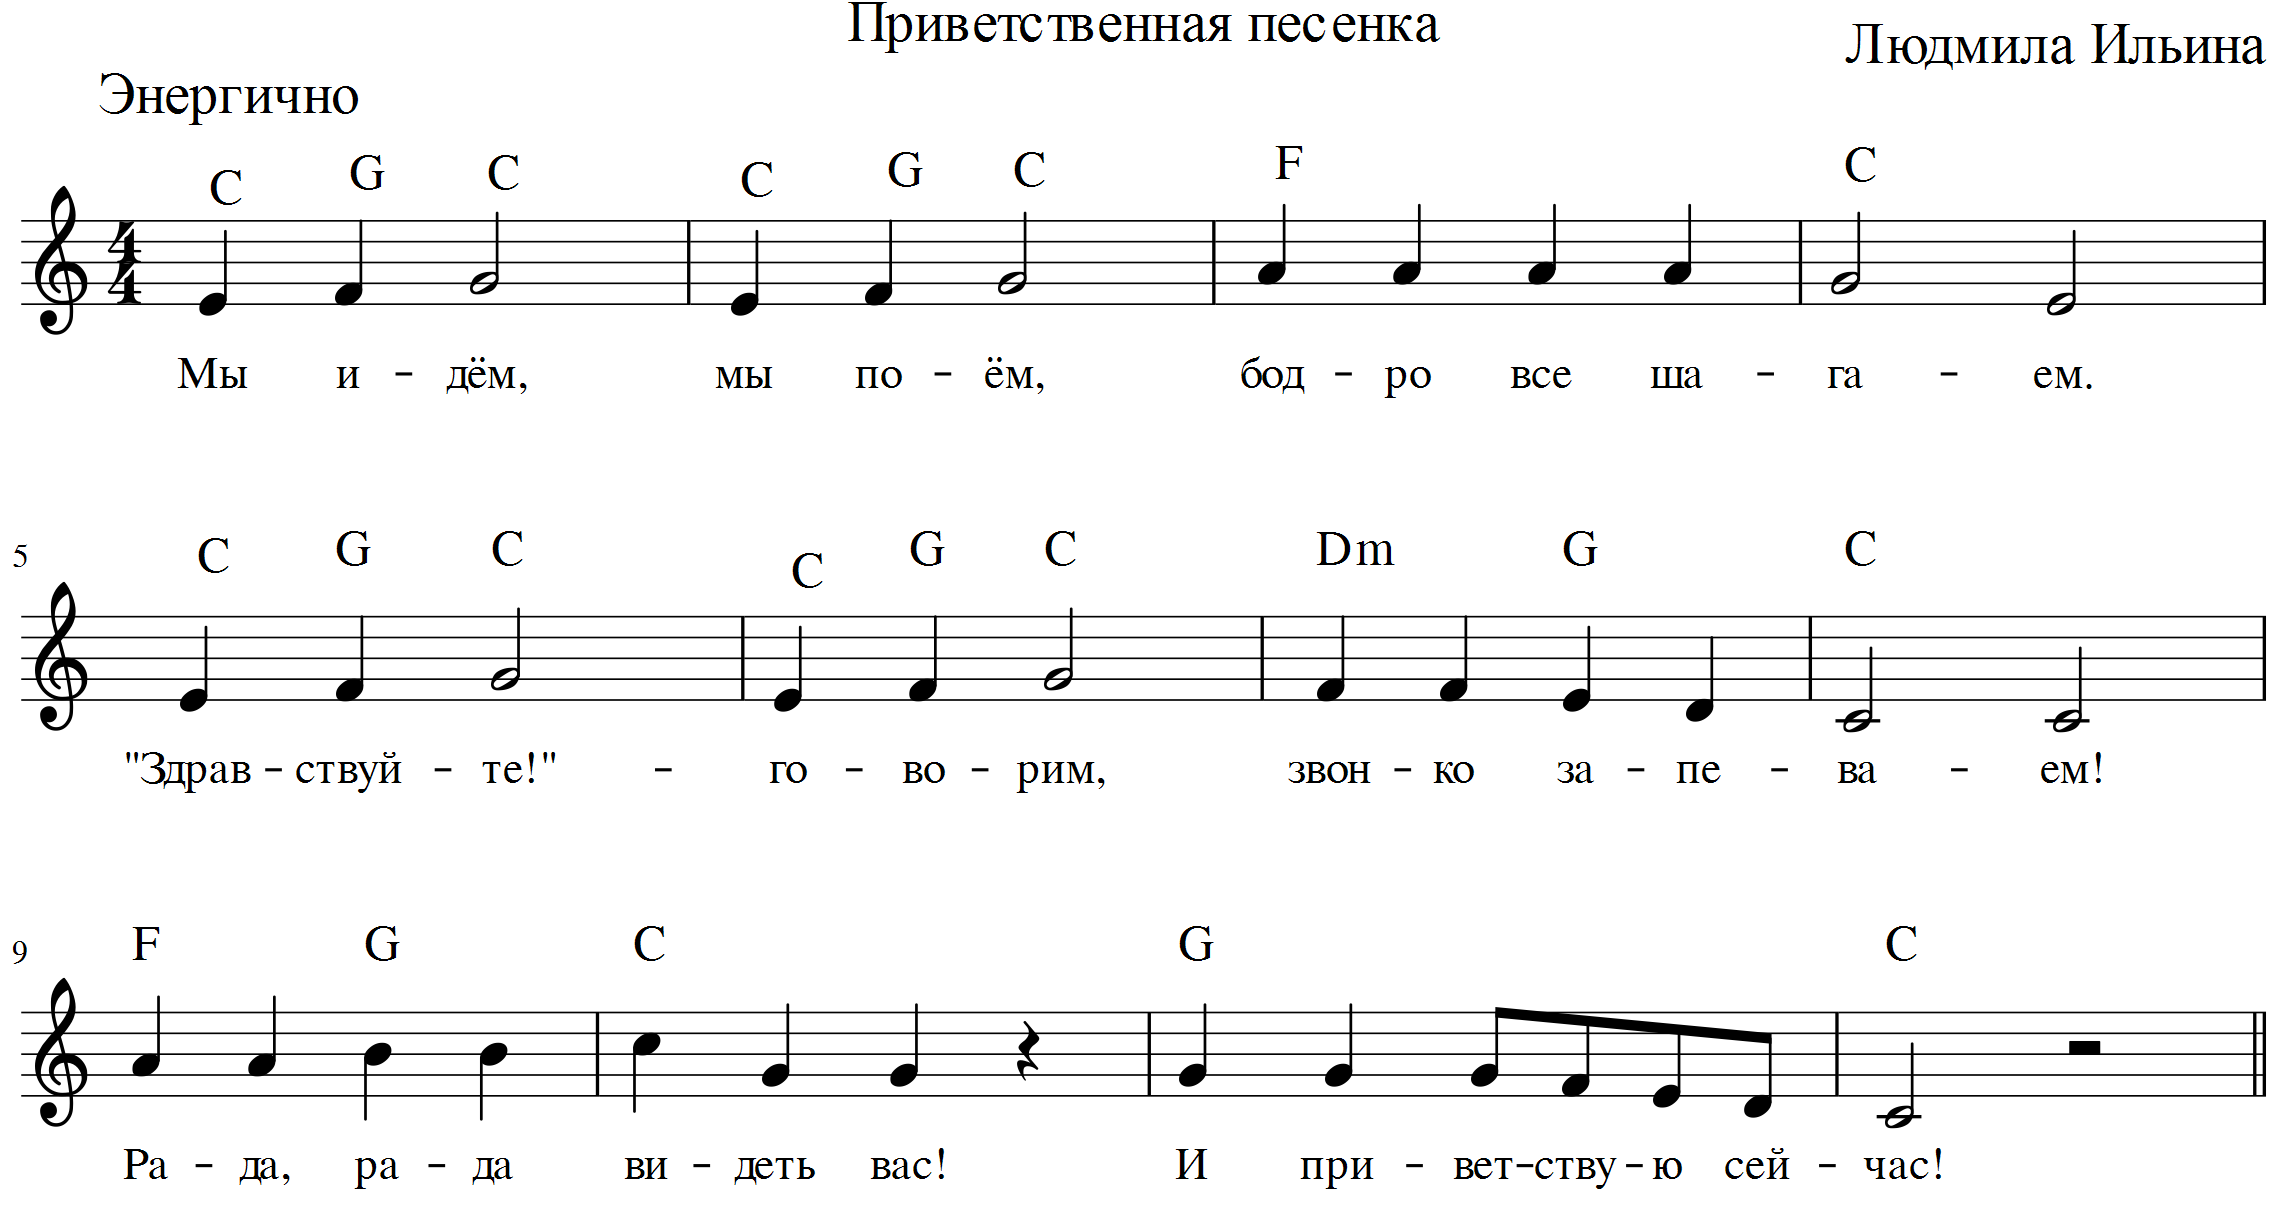 Приветственная песенка
Людмила Ильина
Энергично
C G C C G C F C
4
4
Мы и - дём, мы по - ём, бод - ро все ша - га - ем.
5
C G C C G C Dm G C
"Здрав - ствуй - те!" - го - во - рим, звон - ко за - пе - ва - ем!
9
F G C G C
Ра - да, ра - да ви - деть вас! И при - вет-ству-ю сей - час!